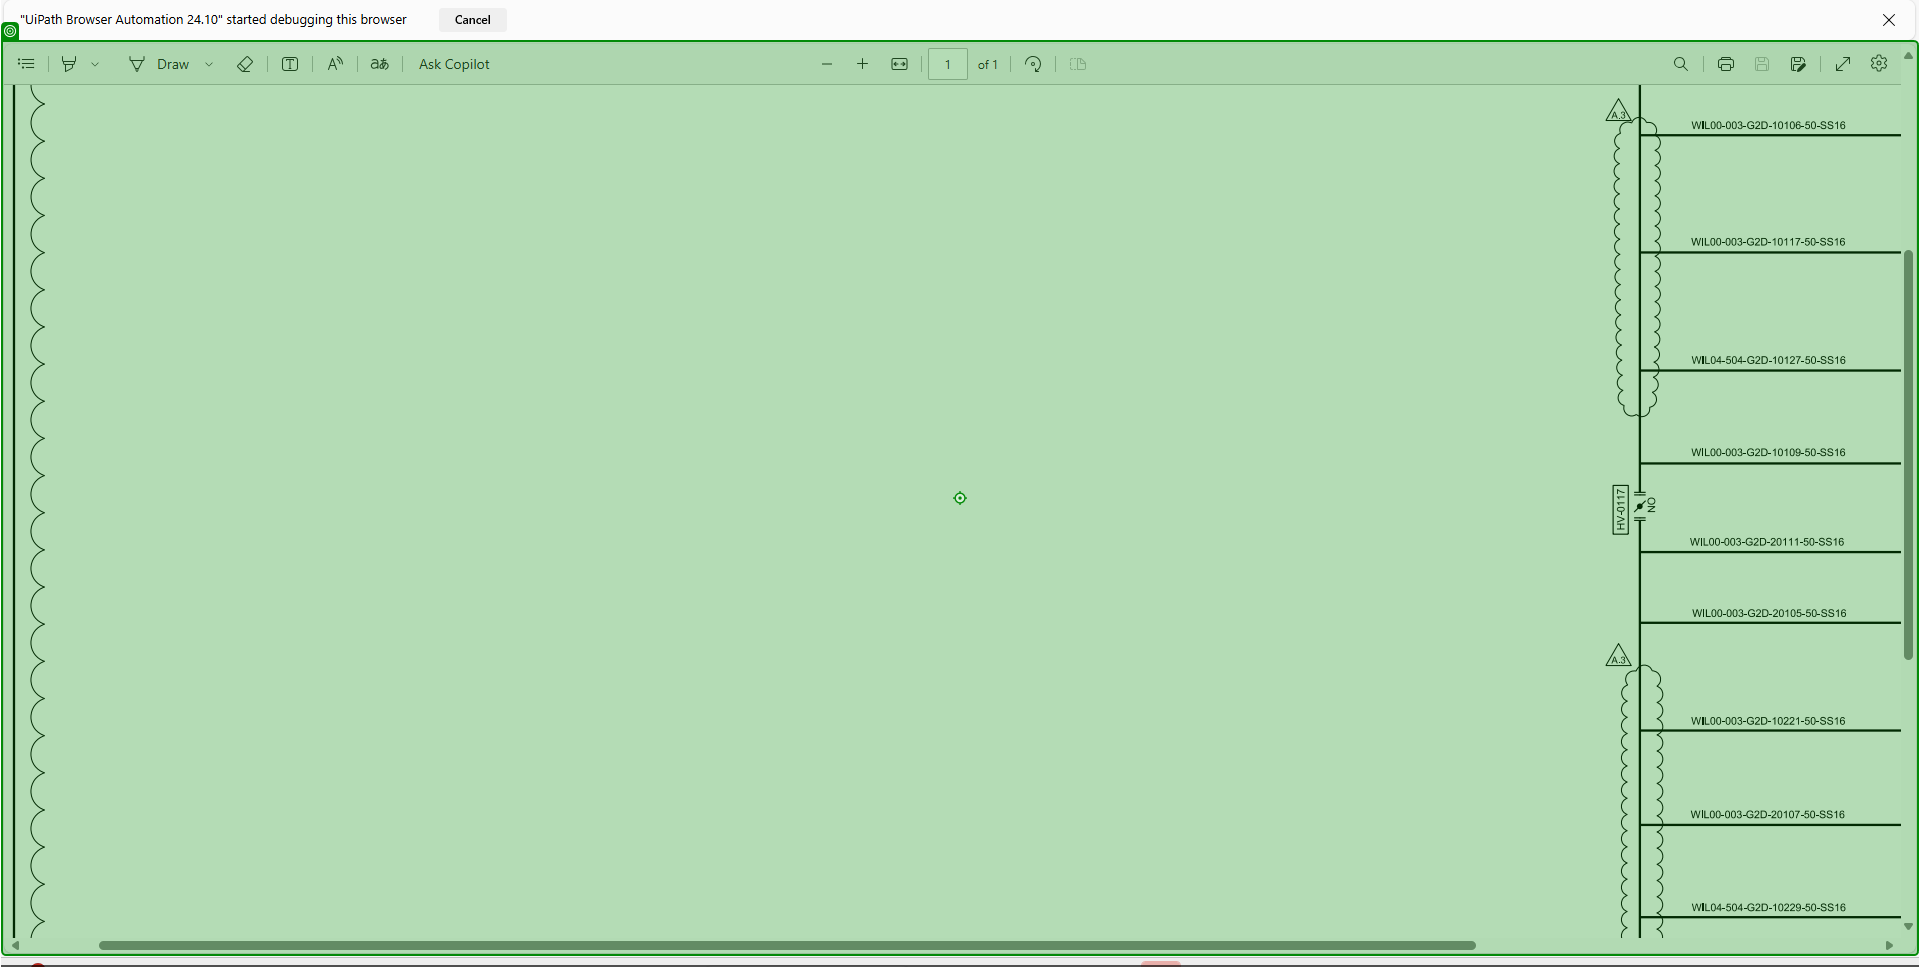 "UiPath Browser Automation 24.10" started debugging this browser Cancel
Draw T A aあ Ask Copilot 1 of 1
A.3
WIL00-003-G2D-10106-50-SS16
WIL00-003-G2D-10117-50-SS16
WIL04-504-G2D-10127-50-SS16
WIL00-003-G2D-10109-50-SS16
HV-0117
NO
WIL00-003-G2D-20111-50-SS16
WIL00-003-G2D-20105-50-SS16
A.3
WIL00-003-G2D-10221-50-SS16
WIL00-003-G2D-20107-50-SS16
WIL04-504-G2D-10229-50-SS16